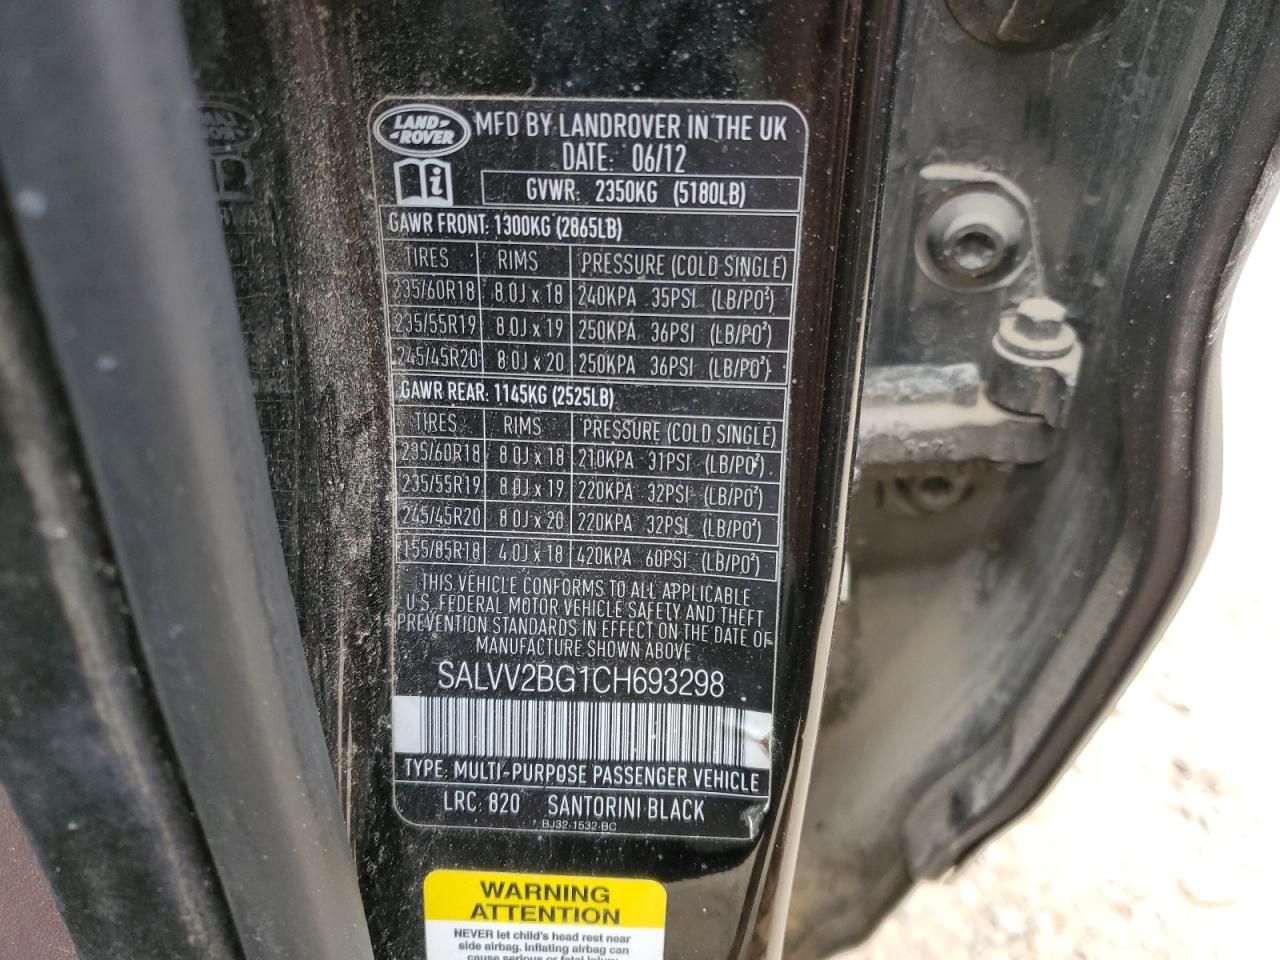 LAND ROVER
MFD BY LANDROVER IN THE UK
DATE: 06/12
GVWR: 2350KG (5180LB)
GAWR FRONT: 1300KG (2865LB)
TIRES RIMS PRESSURE (COLD SINGLE)
235/60R18 8.0J x 18 240KPA 35PSI (LB/PO²)
235/55R19 8.0J x 19 250KPA 36PSI (LB/PO²)
245/45R20 8.0J x 20 250KPA 36PSI (LB/PO²)
GAWR REAR: 1145KG (2525LB)
TIRES RIMS PRESSURE (COLD SINGLE)
235/60R18 8.0J x 18 210KPA 31PSI (LB/PO²)
235/55R19 8.0J x 19 220KPA 32PSI (LB/PO²)
245/45R20 8.0J x 20 220KPA 32PSI (LB/PO²)
155/85R18 4.0J x 18 420KPA 60PSI (LB/PO²)
THIS VEHICLE CONFORMS TO ALL APPLICABLE
U.S. FEDERAL MOTOR VEHICLE SAFETY AND THEFT
PREVENTION STANDARDS IN EFFECT ON THE DATE OF
MANUFACTURE SHOWN ABOVE
SALVV2BG1CH693298
TYPE: MULTI-PURPOSE PASSENGER VEHICLE
LRC: 820 SANTORINI BLACK
BJ32-1532-BC
WARNING
ATTENTION
NEVER let child's head rest near
side airbag. Inflating airbag can
cause serious or fatal injury